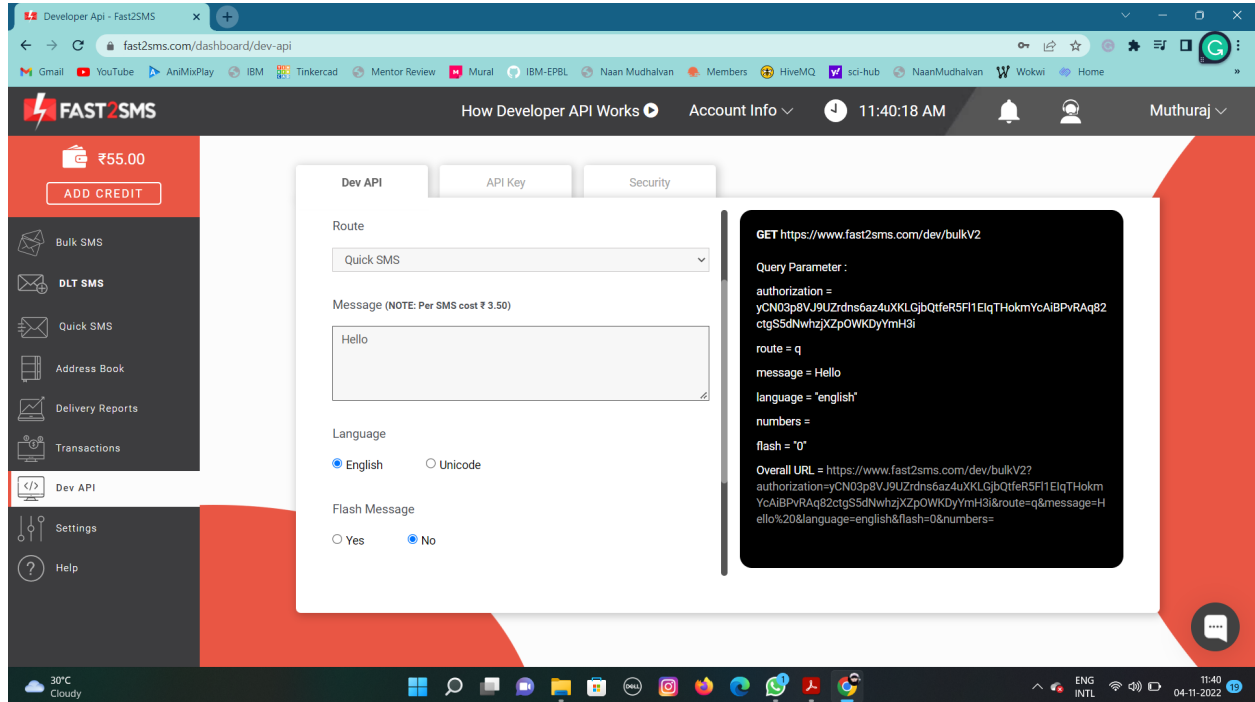 Developer Api - Fast2SMS
fast2sms.com/dashboard/dev-api
Gmail YouTube AniMixPlay IBM Tinkercad Mentor Review Mural IBM-EPBL Naan Mudhalvan Members HiveMQ sci-hub NaanMudhalvan Wokwi Home »
FAST2SMS How Developer API Works Account Info 11:40:18 AM Muthuraj
₹55.00
ADD CREDIT
Bulk SMS
DLT SMS
Quick SMS
Address Book
Delivery Reports
Transactions
Dev API
Settings
Help
Dev API API Key Security
Route
Quick SMS
Message (NOTE: Per SMS cost ₹ 3.50)
Hello
Language
English Unicode
Flash Message
Yes No
GET https://www.fast2sms.com/dev/bulkV2
Query Parameter :
authorization =
yCN03p8VJ9UZrdns6az4uXKLGjbQtfeR5Fl1EIqTHokmYcAiBPvRAq82
ctgS5dNwhzjXZpOWKDyYmH3i
route = q
message = Hello
language = "english"
numbers =
flash = "0"
Overall URL = https://www.fast2sms.com/dev/bulkV2?
authorization=yCN03p8VJ9UZrdns6az4uXKLGjbQtfeR5Fl1EIqTHokm
YcAiBPvRAq82ctgS5dNwhzjXZpOWKDyYmH3i&route=q&message=H
ello%20&language=english&flash=0&numbers=
30°C
Cloudy
DELL
1
ENG
INTL
11:40
04-11-2022
19